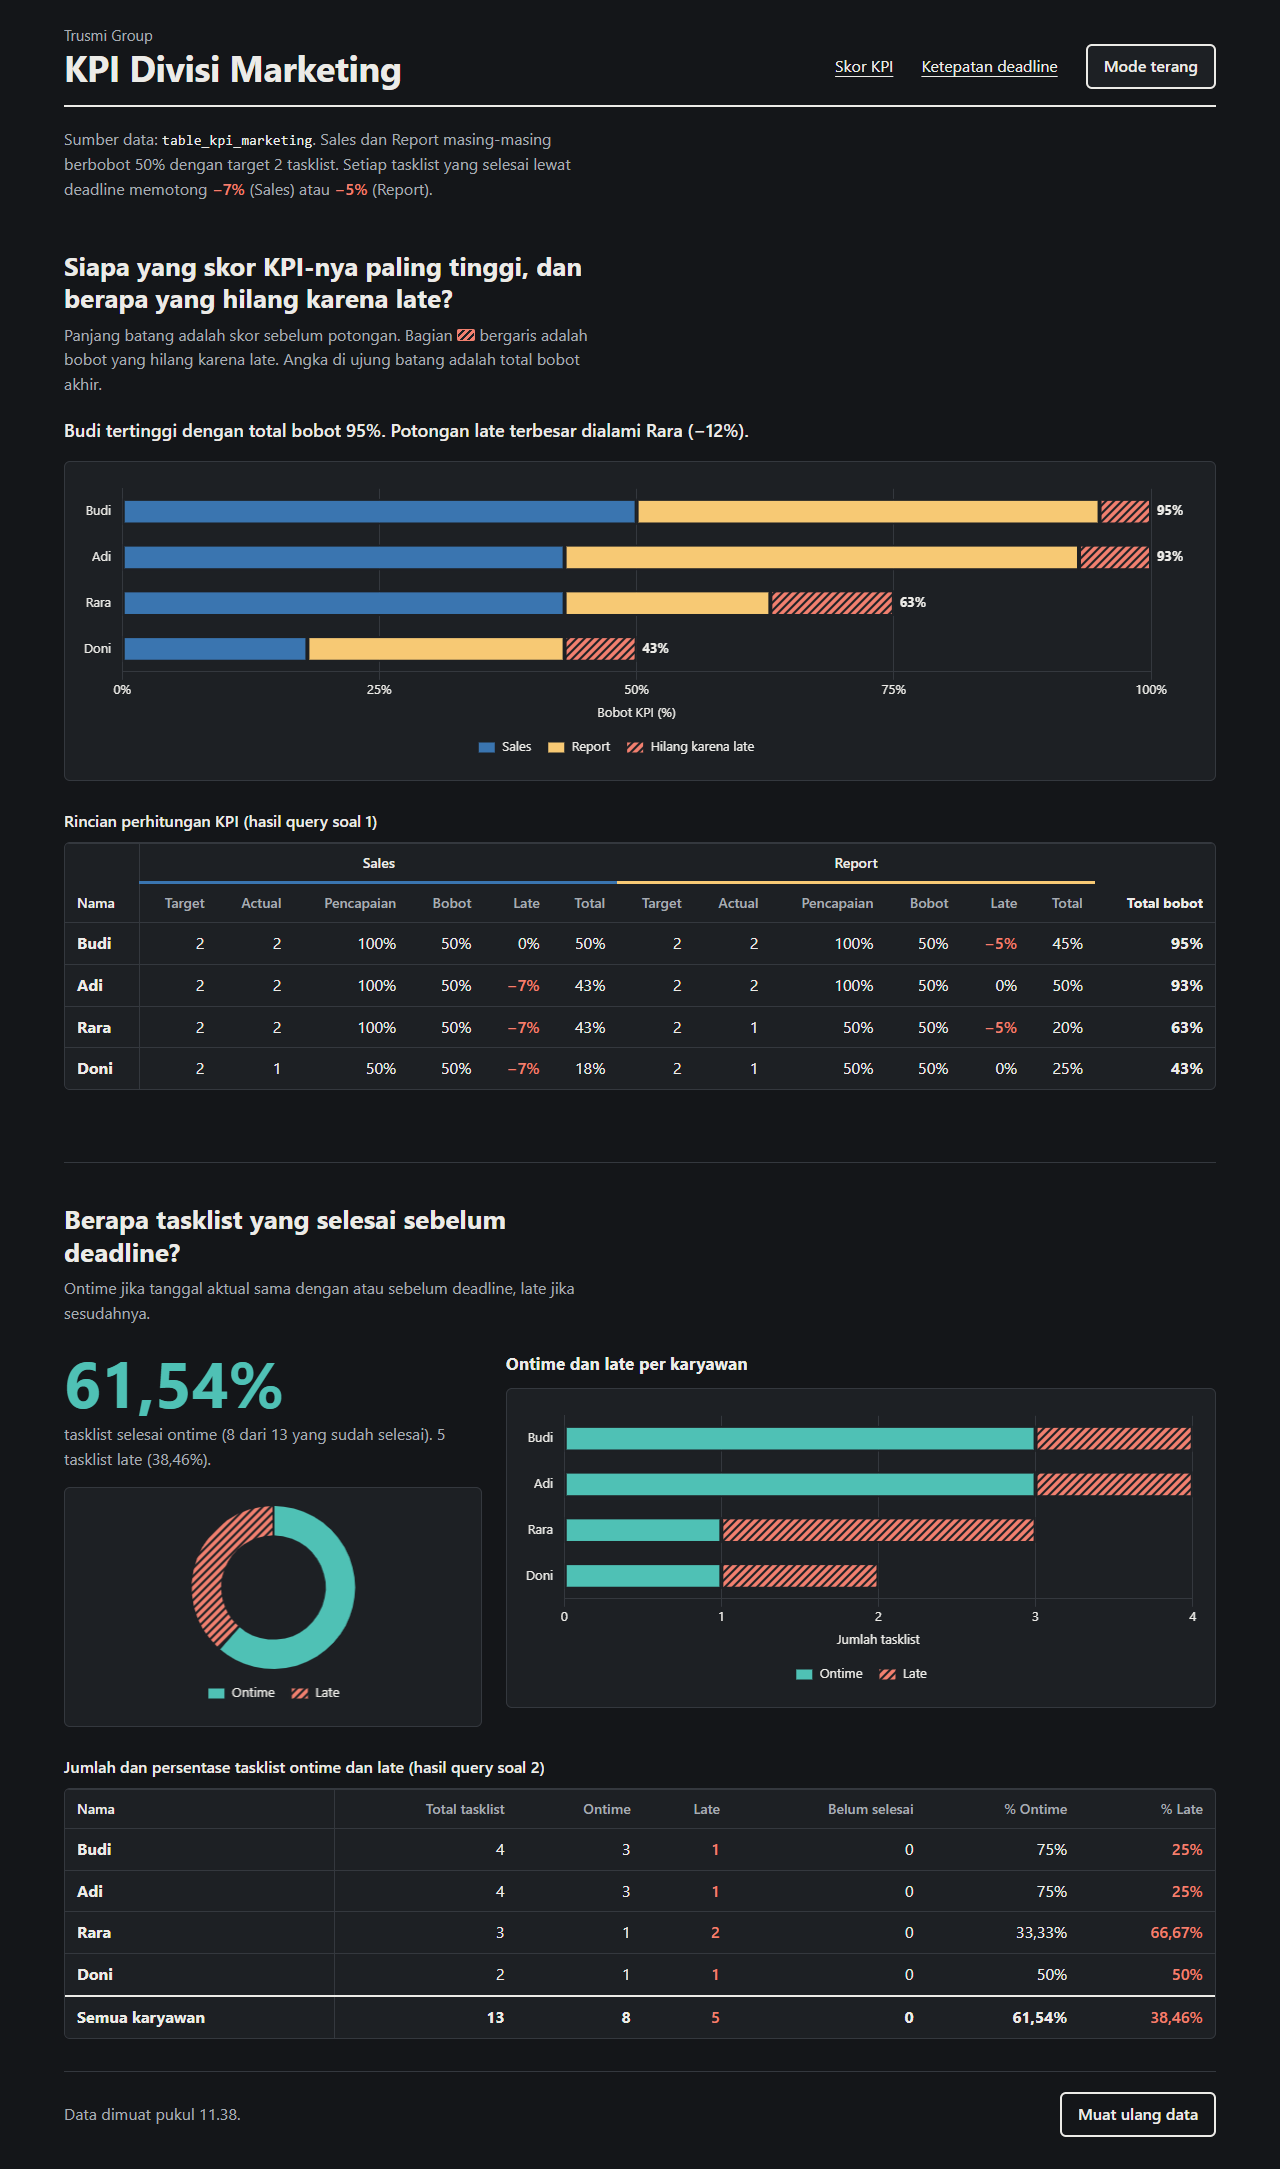 Trusmi Group
KPI Divisi Marketing
Skor KPI
Ketepatan deadline
Mode terang
Sumber data: table_kpi_marketing. Sales dan Report masing-masing
berbobot 50% dengan target 2 tasklist. Setiap tasklist yang selesai lewat
deadline memotong −7% (Sales) atau −5% (Report).
Siapa yang skor KPI-nya paling tinggi, dan
berapa yang hilang karena late?
Panjang batang adalah skor sebelum potongan. Bagian bergaris adalah
bobot yang hilang karena late. Angka di ujung batang adalah total bobot
akhir.
Budi tertinggi dengan total bobot 95%. Potongan late terbesar dialami Rara (−12%).
Budi 95%
Adi 93%
Rara 63%
Doni 43%
0% 25% 50% 75% 100%
Bobot KPI (%)
Sales Report Hilang karena late
Rincian perhitungan KPI (hasil query soal 1)
Sales Report
Nama Target Actual Pencapaian Bobot Late Total Target Actual Pencapaian Bobot Late Total Total bobot
Budi 2 2 100% 50% 0% 50% 2 2 100% 50% −5% 45% 95%
Adi 2 2 100% 50% −7% 43% 2 2 100% 50% 0% 50% 93%
Rara 2 2 100% 50% −7% 43% 2 1 50% 50% −5% 20% 63%
Doni 2 1 50% 50% −7% 18% 2 1 50% 50% 0% 25% 43%
Berapa tasklist yang selesai sebelum
deadline?
Ontime jika tanggal aktual sama dengan atau sebelum deadline, late jika
sesudahnya.
61,54%
tasklist selesai ontime (8 dari 13 yang sudah selesai). 5
tasklist late (38,46%).
Ontime Late
Ontime dan late per karyawan
Budi
Adi
Rara
Doni
0 1 2 3 4
Jumlah tasklist
Ontime Late
Jumlah dan persentase tasklist ontime dan late (hasil query soal 2)
Nama Total tasklist Ontime Late Belum selesai % Ontime % Late
Budi 4 3 1 0 75% 25%
Adi 4 3 1 0 75% 25%
Rara 3 1 2 0 33,33% 66,67%
Doni 2 1 1 0 50% 50%
Semua karyawan 13 8 5 0 61,54% 38,46%
Data dimuat pukul 11.38.
Muat ulang data